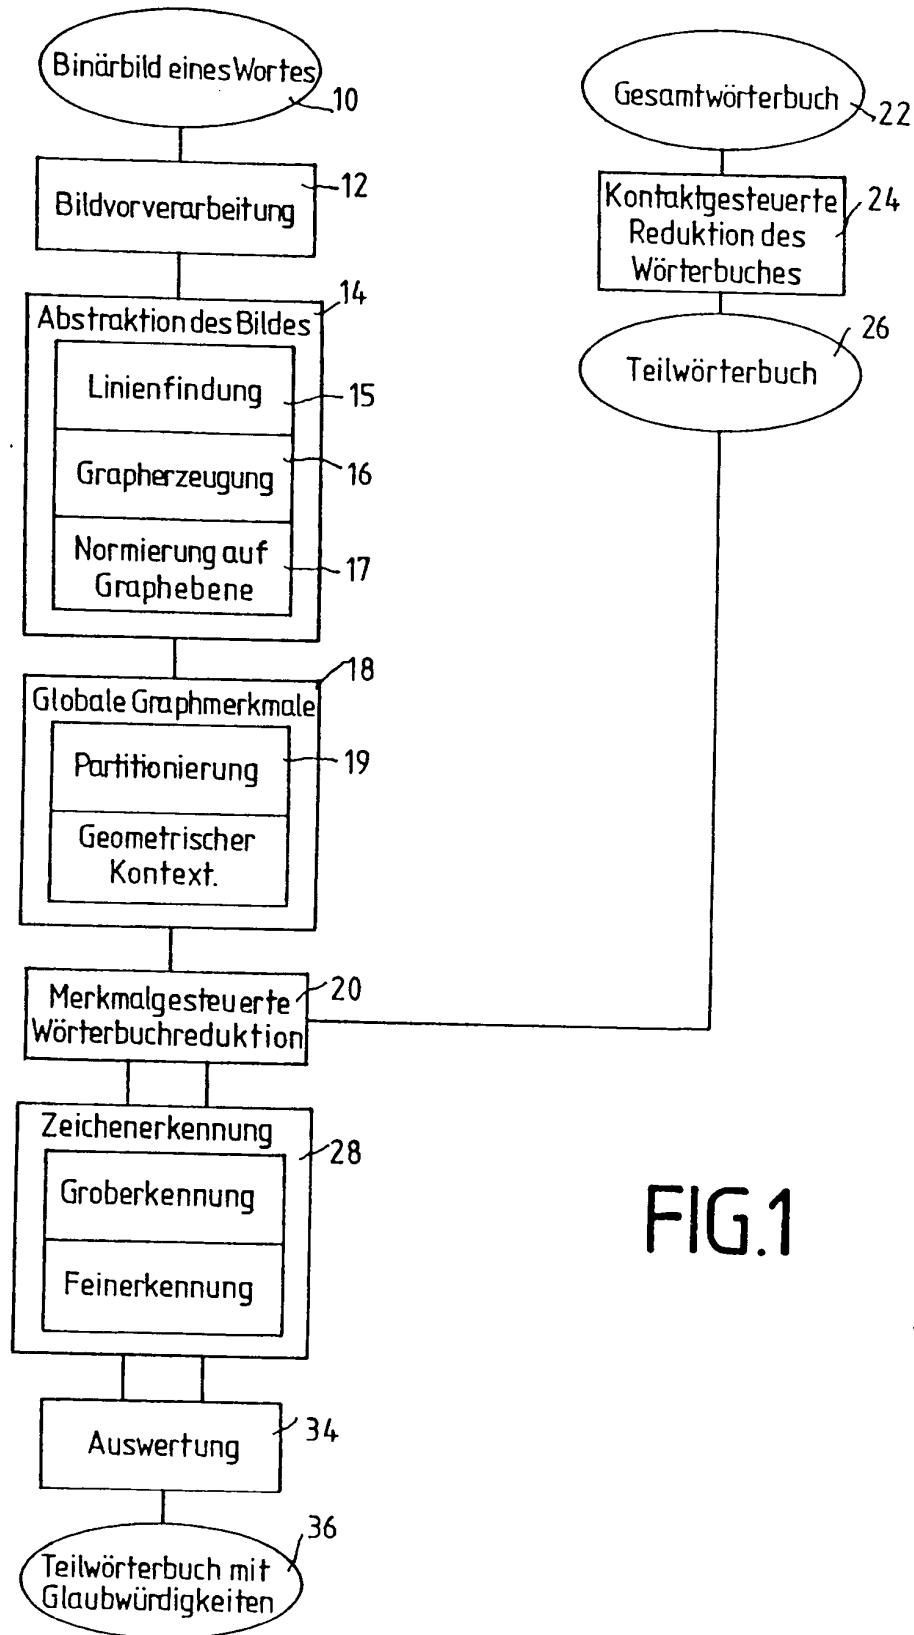 Binärbild eines Wortes
10
Bildvorverarbeitung
12
Abstraktion des Bildes
14
Linienfindung
15
Grapherzeugung
16
Normierung auf
Graphebene
17
Globale Graphmerkmale
18
Partitionierung
19
Geometrischer
Kontext.
Merkmalgesteuerte
Wörterbuchreduktion
20
Zeichenerkennung
28
Groberkennung
Feinerkennung
Auswertung
34
Teilwörterbuch mit
Glaubwürdigkeiten
36
Gesamtwörterbuch
22
Kontaktgesteuerte
Reduktion des
Wörterbuches
24
Teilwörterbuch
26
FIG.1